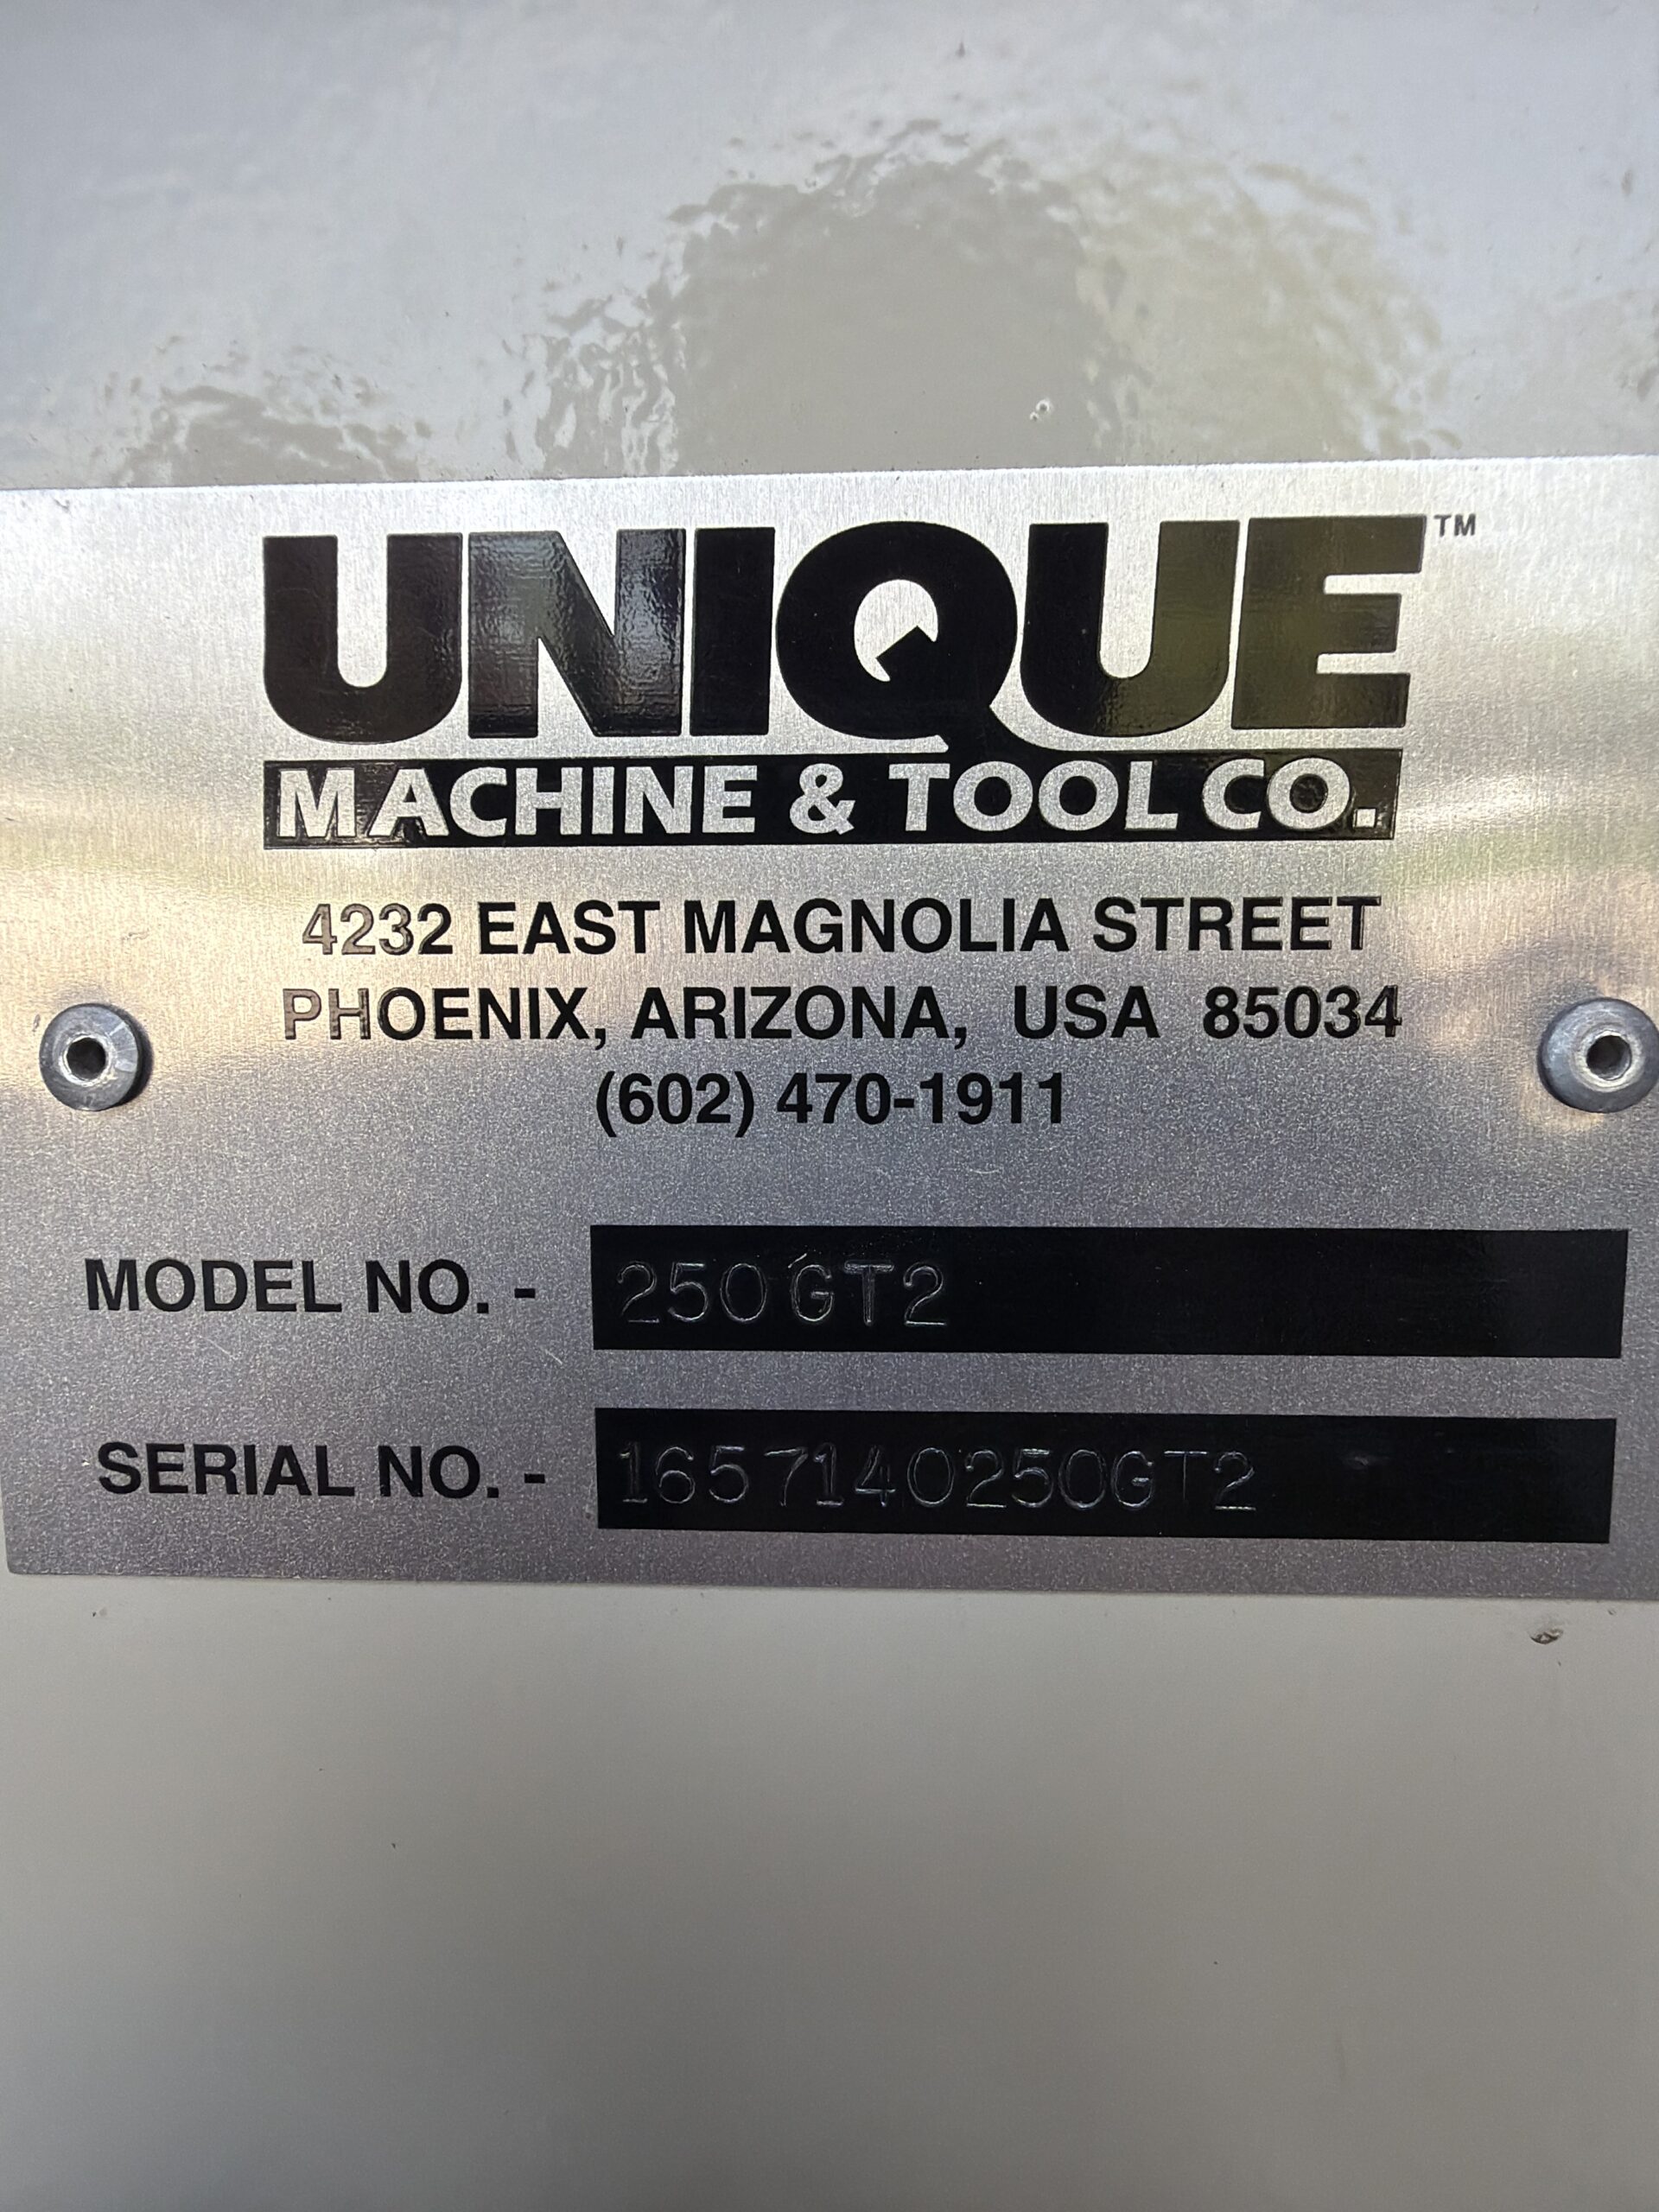 UNIQUE™
MACHINE & TOOL CO.
4232 EAST MAGNOLIA STREET
PHOENIX, ARIZONA, USA 85034
(602) 470-1911
MODEL NO. - 250GT2
SERIAL NO. - 1657140250GT2